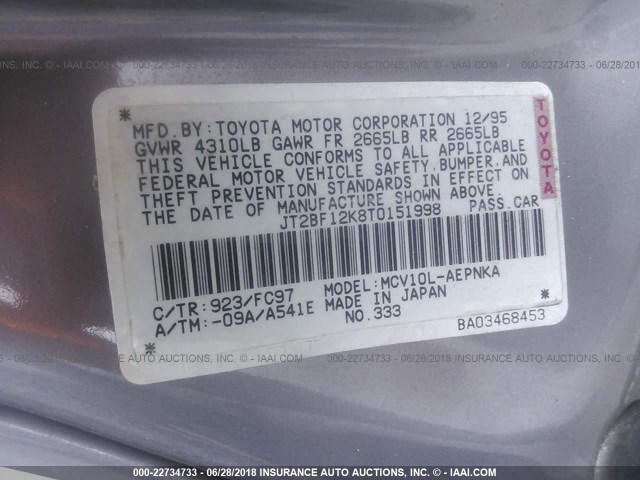 MFD. BY: TOYOTA MOTOR CORPORATION 12/95
GVWR 4310LB GAWR FR 2665LB RR 2665LB
THIS VEHICLE CONFORMS TO ALL APPLICABLE
FEDERAL MOTOR VEHICLE SAFETY, BUMPER, AND
THEFT PREVENTION STANDARDS IN EFFECT ON
THE DATE OF MANUFACTURE SHOWN ABOVE.
JT2BF12K8T0151998 PASS. CAR
C/TR: 923/FC97 MODEL: MCV10L-AEPNKA
A/TM: -09A/A541E MADE IN JAPAN
NO. 333
BA03468453
TOYOTA
000-22734733 - 06/28/2018 INSURANCE AUTO AUCTIONS, INC. - IAAI.COM